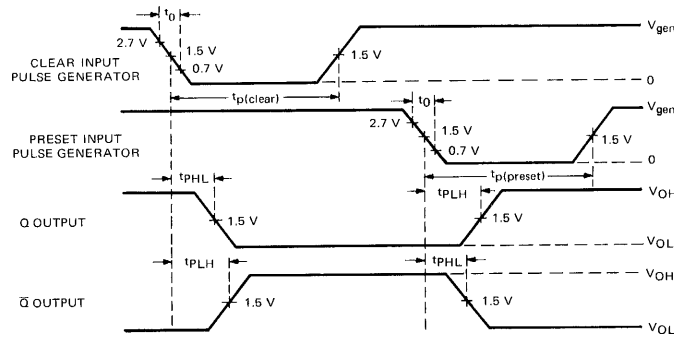 t0
Vgen
2.7 V
1.5 V
1.5 V
0.7 V
CLEAR INPUT
PULSE GENERATOR
0
tp(clear)
t0
Vgen
2.7 V
1.5 V
1.5 V
0.7 V
PRESET INPUT
PULSE GENERATOR
0
tp(preset)
tPHL
tPLH
VOH
1.5 V
1.5 V
Q OUTPUT
VOL
tPLH
tPHL
VOH
1.5 V
1.5 V
Q̅ OUTPUT
VOL